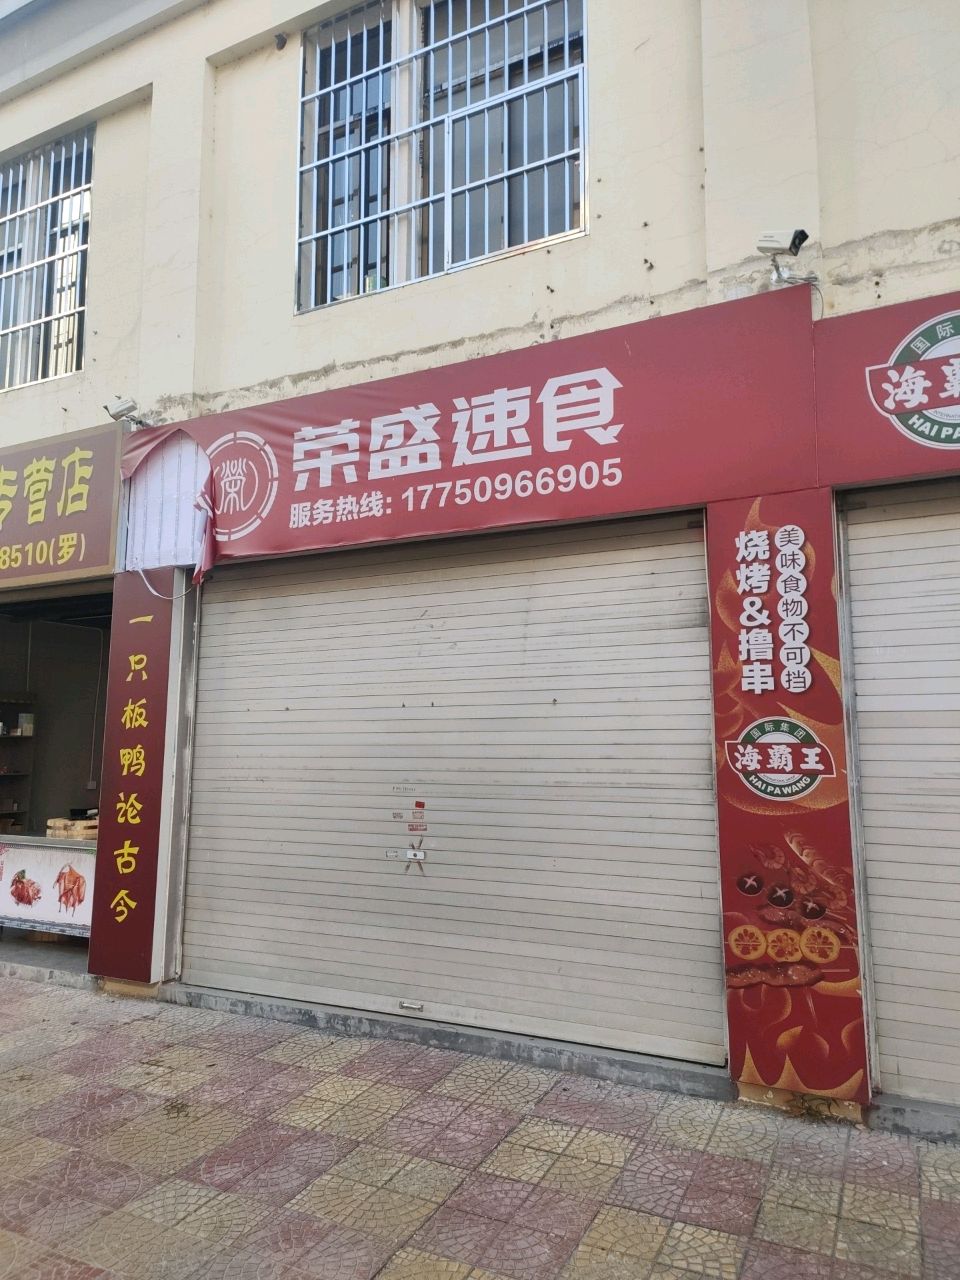 专营店
8510(罗)
一只板鸭论古今
榮
荣盛速食
服务热线: 17750966905
烧烤&撸串
美味食物不可挡
国际集团
海霸王
HAI PA WANG
国际
海霸
HAI PA